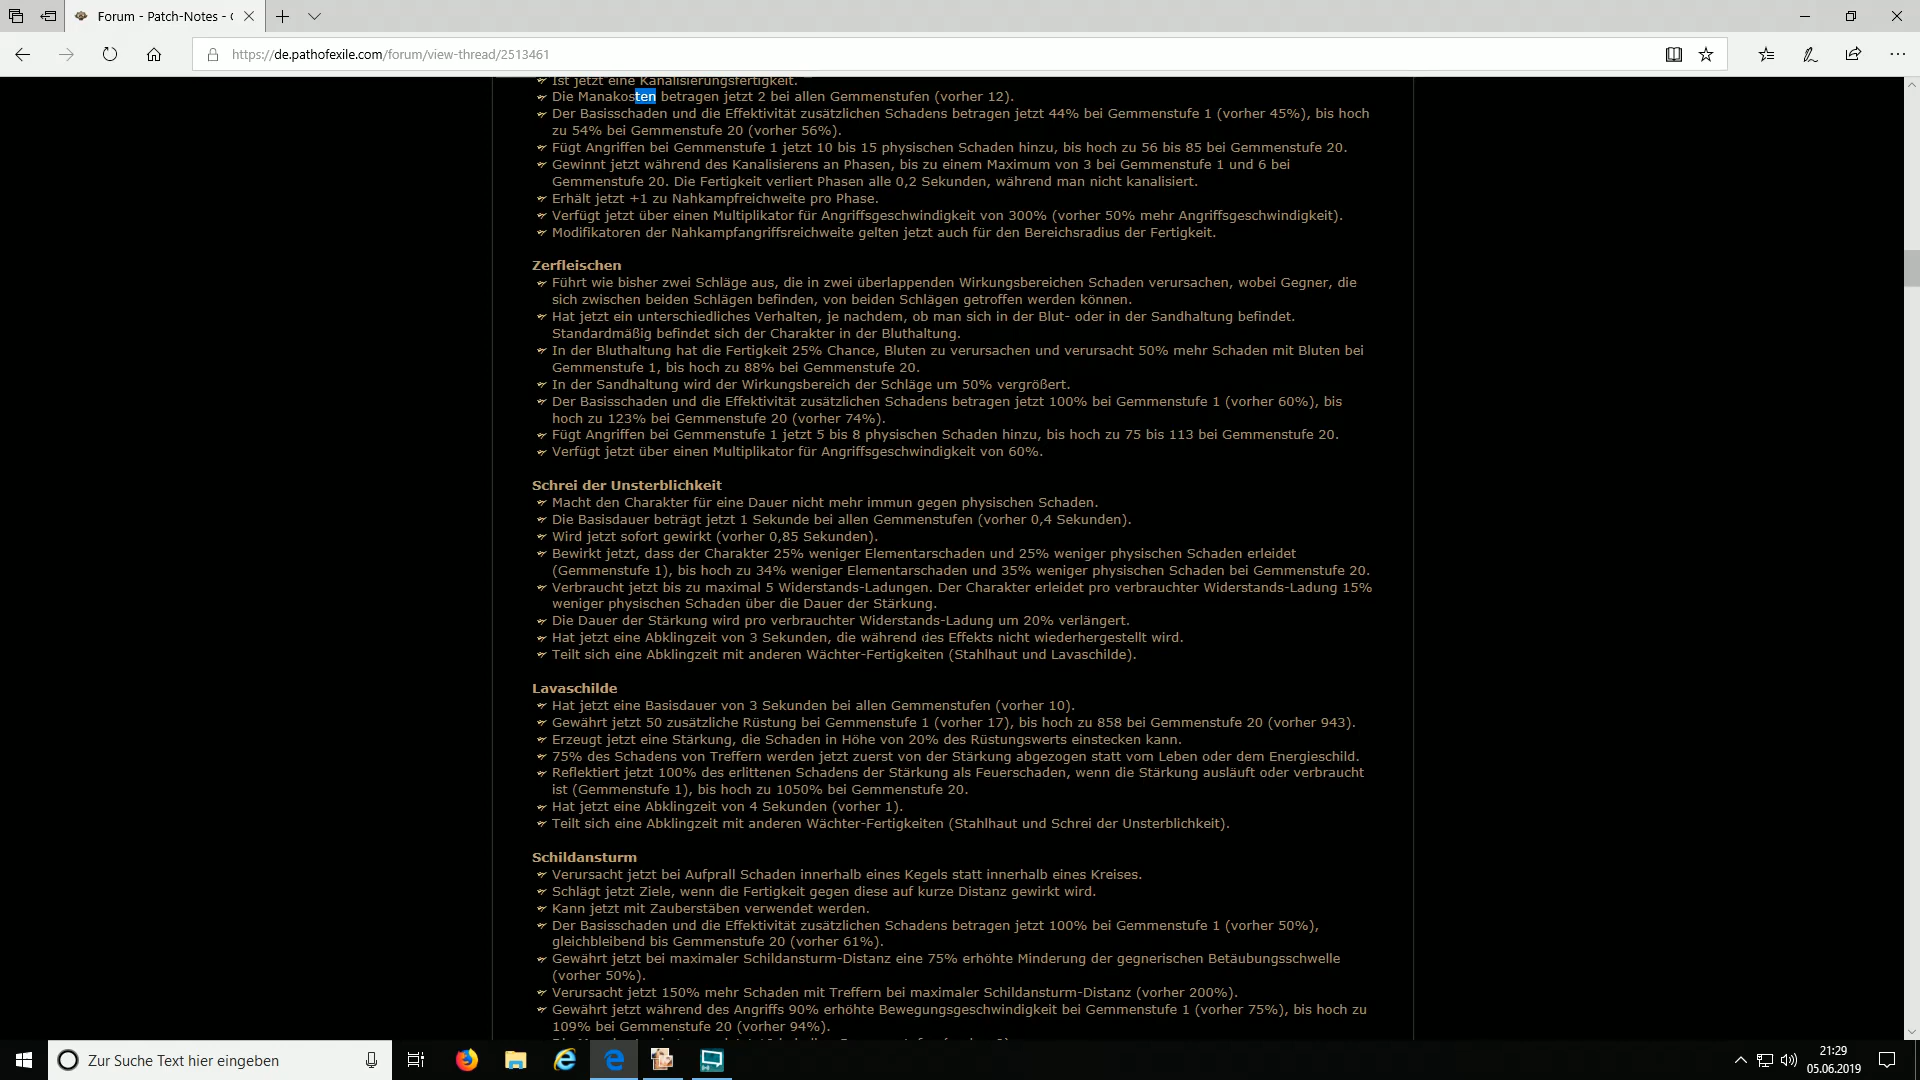 Forum - Patch-Notes - 
https://de.pathofexile.com/forum/view-thread/2513461
Ist jetzt eine Kanalisierungsfertigkeit.
Die Manakosten betragen jetzt 2 bei allen Gemmenstufen (vorher 12).
Der Basisschaden und die Effektivität zusätzlichen Schadens betragen jetzt 44% bei Gemmenstufe 1 (vorher 45%), bis hoch
zu 54% bei Gemmenstufe 20 (vorher 56%).
Fügt Angriffen bei Gemmenstufe 1 jetzt 10 bis 15 physischen Schaden hinzu, bis hoch zu 56 bis 85 bei Gemmenstufe 20.
Gewinnt jetzt während des Kanalisierens an Phasen, bis zu einem Maximum von 3 bei Gemmenstufe 1 und 6 bei
Gemmenstufe 20. Die Fertigkeit verliert Phasen alle 0,2 Sekunden, während man nicht kanalisiert.
Erhält jetzt +1 zu Nahkampfreichweite pro Phase.
Verfügt jetzt über einen Multiplikator für Angriffsgeschwindigkeit von 300% (vorher 50% mehr Angriffsgeschwindigkeit).
Modifikatoren der Nahkampfangriffsreichweite gelten jetzt auch für den Bereichsradius der Fertigkeit.
Zerfleischen
Führt wie bisher zwei Schläge aus, die in zwei überlappenden Wirkungsbereichen Schaden verursachen, wobei Gegner, die
sich zwischen beiden Schlägen befinden, von beiden Schlägen getroffen werden können.
Hat jetzt ein unterschiedliches Verhalten, je nachdem, ob man sich in der Blut- oder in der Sandhaltung befindet.
Standardmäßig befindet sich der Charakter in der Bluthaltung.
In der Bluthaltung hat die Fertigkeit 25% Chance, Bluten zu verursachen und verursacht 50% mehr Schaden mit Bluten bei
Gemmenstufe 1, bis hoch zu 88% bei Gemmenstufe 20.
In der Sandhaltung wird der Wirkungsbereich der Schläge um 50% vergrößert.
Der Basisschaden und die Effektivität zusätzlichen Schadens betragen jetzt 100% bei Gemmenstufe 1 (vorher 60%), bis
hoch zu 123% bei Gemmenstufe 20 (vorher 74%).
Fügt Angriffen bei Gemmenstufe 1 jetzt 5 bis 8 physischen Schaden hinzu, bis hoch zu 75 bis 113 bei Gemmenstufe 20.
Verfügt jetzt über einen Multiplikator für Angriffsgeschwindigkeit von 60%.
Schrei der Unsterblichkeit
Macht den Charakter für eine Dauer nicht mehr immun gegen physischen Schaden.
Die Basisdauer beträgt jetzt 1 Sekunde bei allen Gemmenstufen (vorher 0,4 Sekunden).
Wird jetzt sofort gewirkt (vorher 0,85 Sekunden).
Bewirkt jetzt, dass der Charakter 25% weniger Elementarschaden und 25% weniger physischen Schaden erleidet
(Gemmenstufe 1), bis hoch zu 34% weniger Elementarschaden und 35% weniger physischen Schaden bei Gemmenstufe 20.
Verbraucht jetzt bis zu maximal 5 Widerstands-Ladungen. Der Charakter erleidet pro verbrauchter Widerstands-Ladung 15%
weniger physischen Schaden über die Dauer der Stärkung.
Die Dauer der Stärkung wird pro verbrauchter Widerstands-Ladung um 20% verlängert.
Hat jetzt eine Abklingzeit von 3 Sekunden, die während des Effekts nicht wiederhergestellt wird.
Teilt sich eine Abklingzeit mit anderen Wächter-Fertigkeiten (Stahlhaut und Lavaschilde).
Lavaschilde
Hat jetzt eine Basisdauer von 3 Sekunden bei allen Gemmenstufen (vorher 10).
Gewährt jetzt 50 zusätzliche Rüstung bei Gemmenstufe 1 (vorher 17), bis hoch zu 858 bei Gemmenstufe 20 (vorher 943).
Erzeugt jetzt eine Stärkung, die Schaden in Höhe von 20% des Rüstungswerts einstecken kann.
75% des Schadens von Treffern werden jetzt zuerst von der Stärkung abgezogen statt vom Leben oder dem Energieschild.
Reflektiert jetzt 100% des erlittenen Schadens der Stärkung als Feuerschaden, wenn die Stärkung ausläuft oder verbraucht
ist (Gemmenstufe 1), bis hoch zu 1050% bei Gemmenstufe 20.
Hat jetzt eine Abklingzeit von 4 Sekunden (vorher 1).
Teilt sich eine Abklingzeit mit anderen Wächter-Fertigkeiten (Stahlhaut und Schrei der Unsterblichkeit).
Schildansturm
Verursacht jetzt bei Aufprall Schaden innerhalb eines Kegels statt innerhalb eines Kreises.
Schlägt jetzt Ziele, wenn die Fertigkeit gegen diese auf kurze Distanz gewirkt wird.
Kann jetzt mit Zauberstäben verwendet werden.
Der Basisschaden und die Effektivität zusätzlichen Schadens betragen jetzt 100% bei Gemmenstufe 1 (vorher 50%),
gleichbleibend bis Gemmenstufe 20 (vorher 61%).
Gewährt jetzt bei maximaler Schildansturm-Distanz eine 75% erhöhte Minderung der gegnerischen Betäubungsschwelle
(vorher 50%).
Verursacht jetzt 150% mehr Schaden mit Treffern bei maximaler Schildansturm-Distanz (vorher 200%).
Gewährt jetzt während des Angriffs 90% erhöhte Bewegungsgeschwindigkeit bei Gemmenstufe 1 (vorher 75%), bis hoch zu
109% bei Gemmenstufe 20 (vorher 94%).
Zur Suche Text hier eingeben
21:29
05.06.2019